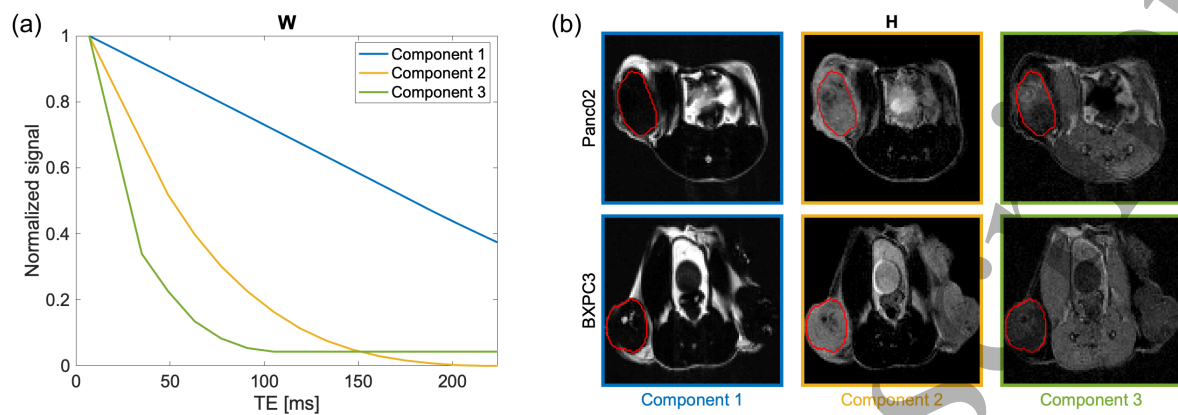 (a)
W
Normalized signal
1
0.8
0.6
0.4
0.2
0
0
50
100
150
200
TE [ms]
Component 1
Component 2
Component 3
(b)
H
Panc02
BXPC3
Component 1
Component 2
Component 3